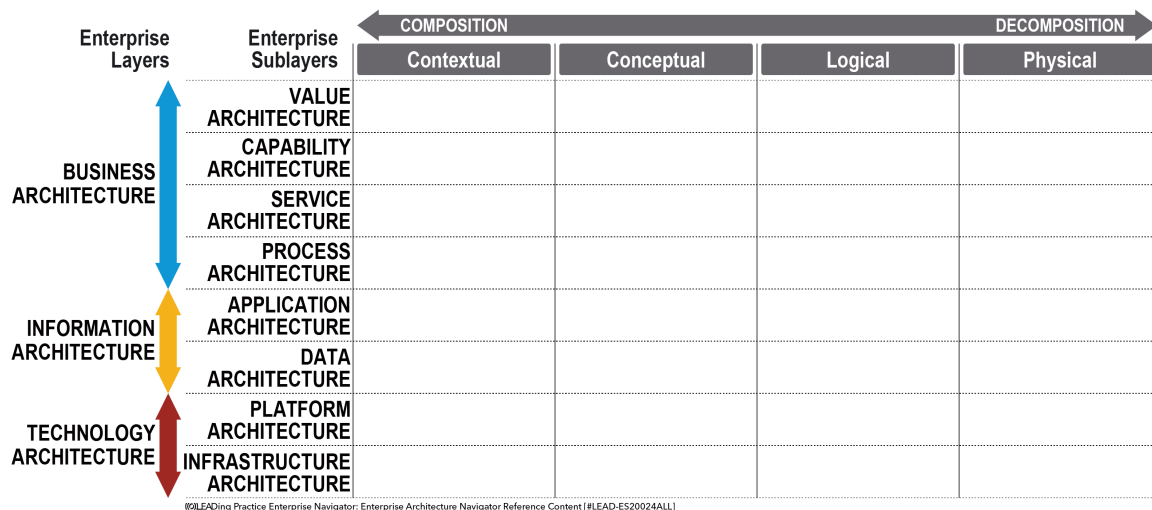 COMPOSITION DECOMPOSITION
Enterprise
Layers
Enterprise
Sublayers
Contextual Conceptual Logical Physical
BUSINESS
ARCHITECTURE
VALUE
ARCHITECTURE
CAPABILITY
ARCHITECTURE
SERVICE
ARCHITECTURE
PROCESS
ARCHITECTURE
INFORMATION
ARCHITECTURE
APPLICATION
ARCHITECTURE
DATA
ARCHITECTURE
TECHNOLOGY
ARCHITECTURE
PLATFORM
ARCHITECTURE
INFRASTRUCTURE
ARCHITECTURE
LEADing Practice Enterprise Navigator: Enterprise Architecture Navigator Reference Content [#LEAD-ES20024ALL]